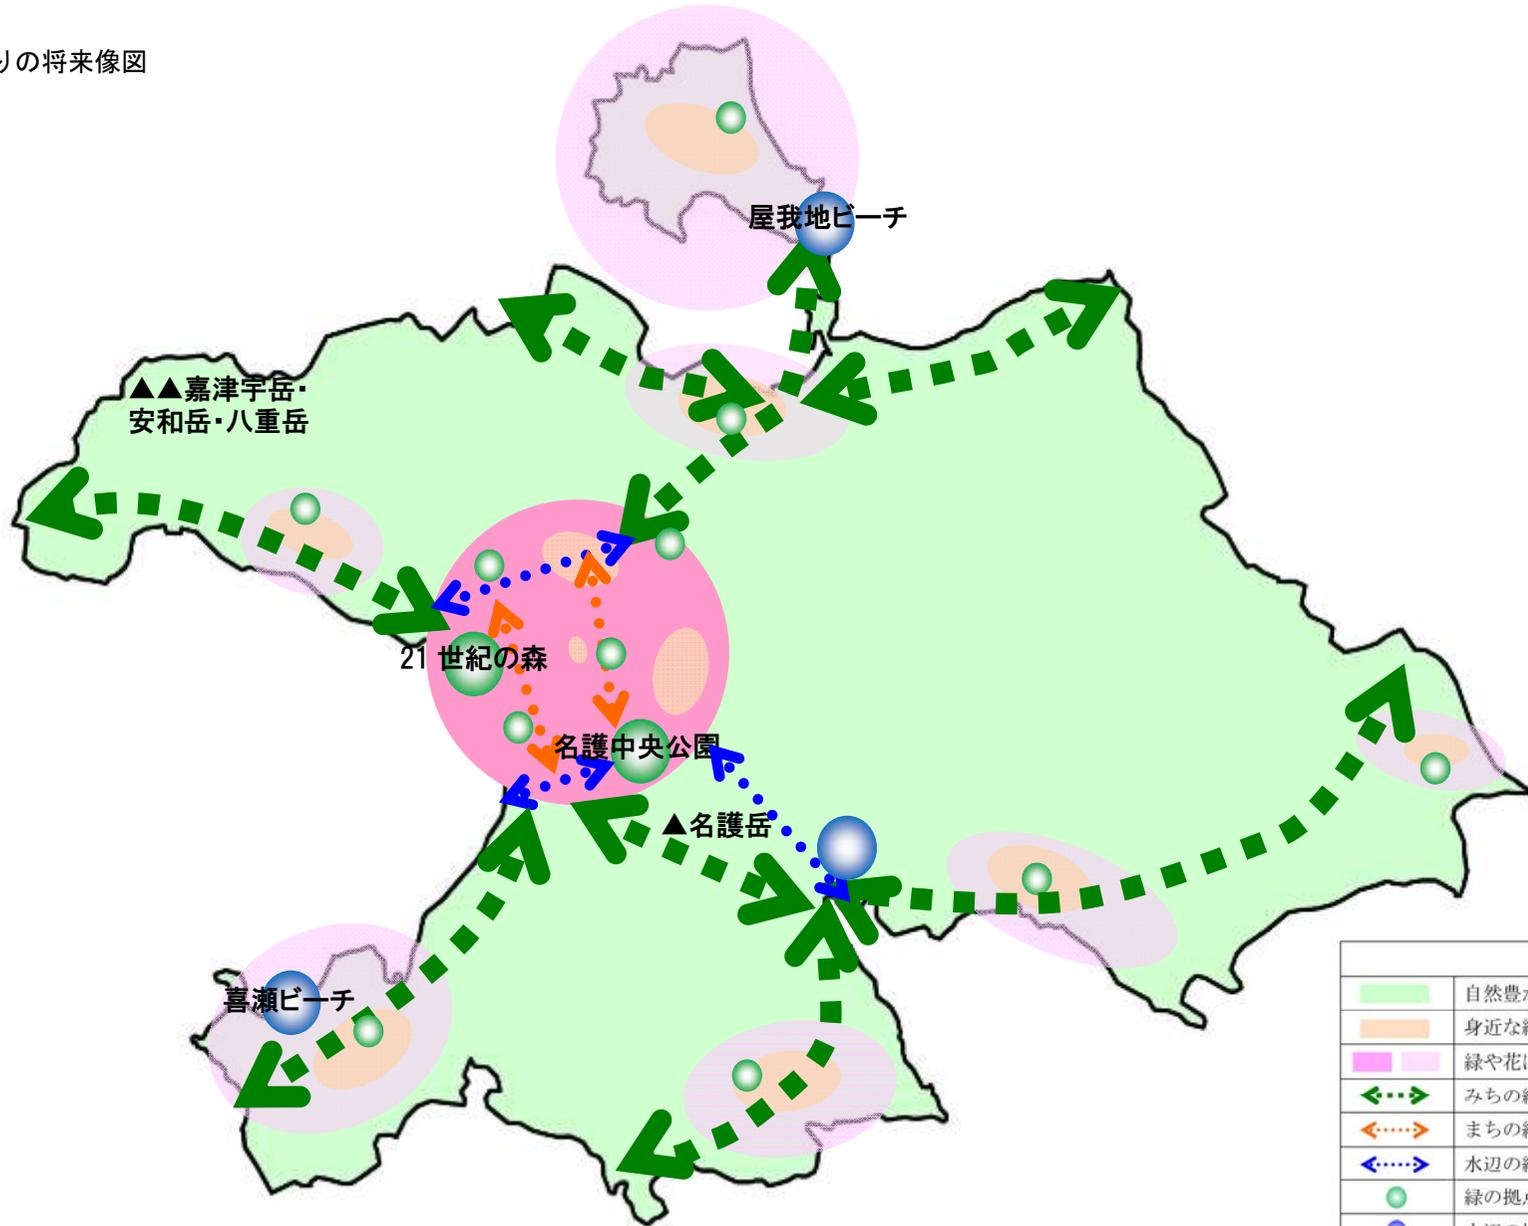 りの将来像図
屋我地ビーチ
▲▲嘉津宇岳・
安和岳・八重岳
21 世紀の森
名護中央公園
▲名護岳
喜瀬ビーチ
自然豊か
身近な緑
緑や花に
みちの緑
まちの緑
水辺の緑
緑の拠点